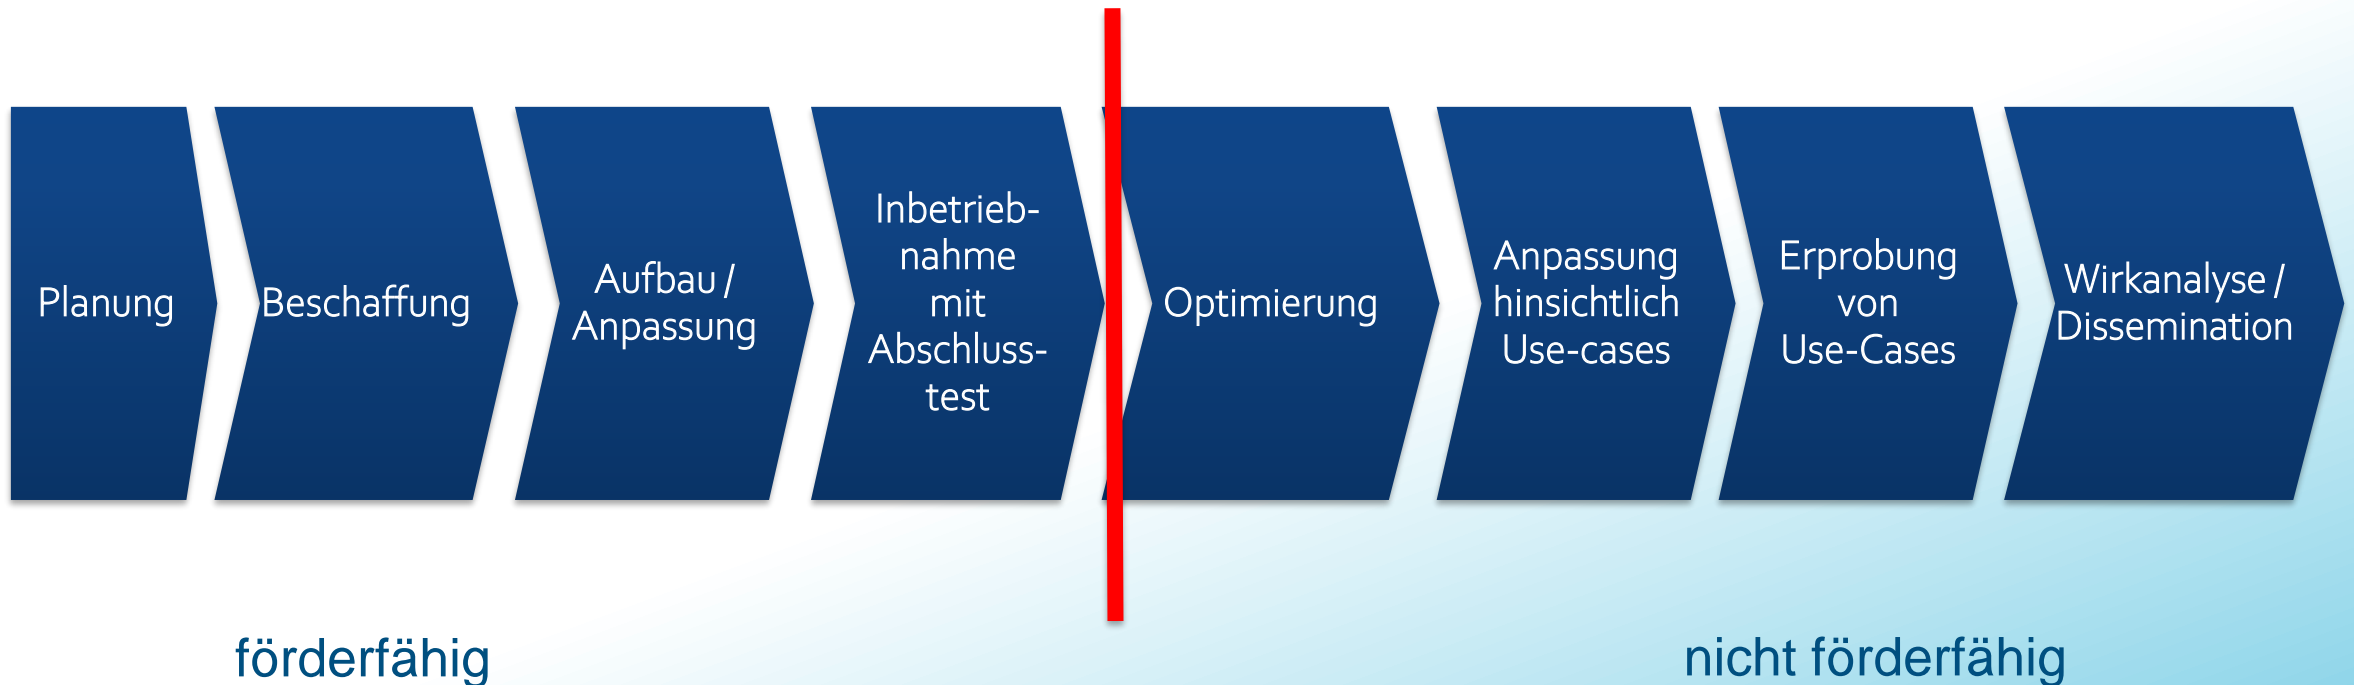 Planung
Beschaffung
Aufbau /
Anpassung
Inbetrieb-
nahme
mit
Abschluss-
test
Optimierung
Anpassung
hinsichtlich
Use-cases
Erprobung
von
Use-Cases
Wirkanalyse /
Dissemination
förderfähig
nicht förderfähig